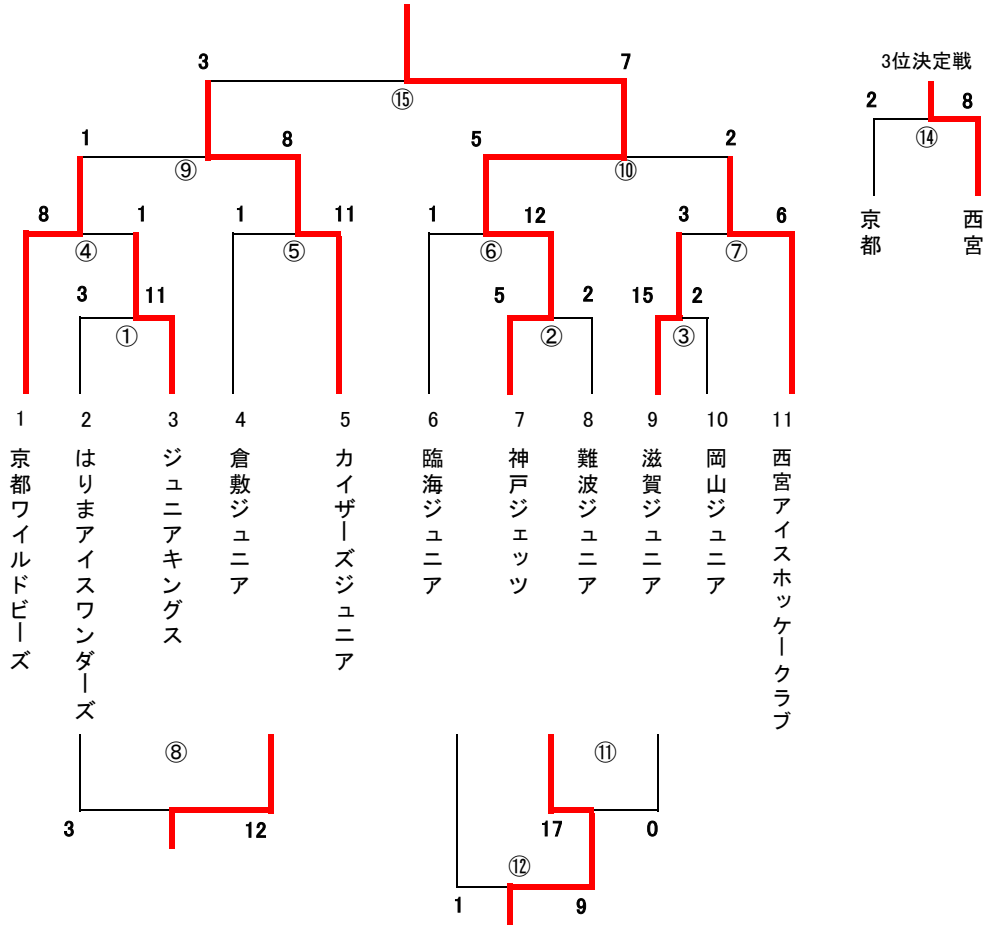 3 7
3位決定戦
⑮
2 8
⑭
1 8 5 2
⑨ ⑩
京都
西宮
8 1 1 11 1 12 3 6
④ ⑤ ⑥ ⑦
3 11 5 2 15 2
① ② ③
1 2 3 4 5 6 7 8 9 10 11
京都ワイルドビーズ
はりまアイスワンダーズ
ジュニアキングス
倉敷ジュニア
カイザーズジュニア
臨海ジュニア
神戸ジェッツ
難波ジュニア
滋賀ジュニア
岡山ジュニア
西宮アイスホッケークラブ
⑧ ⑪
3 12 17 0
⑫
1 9